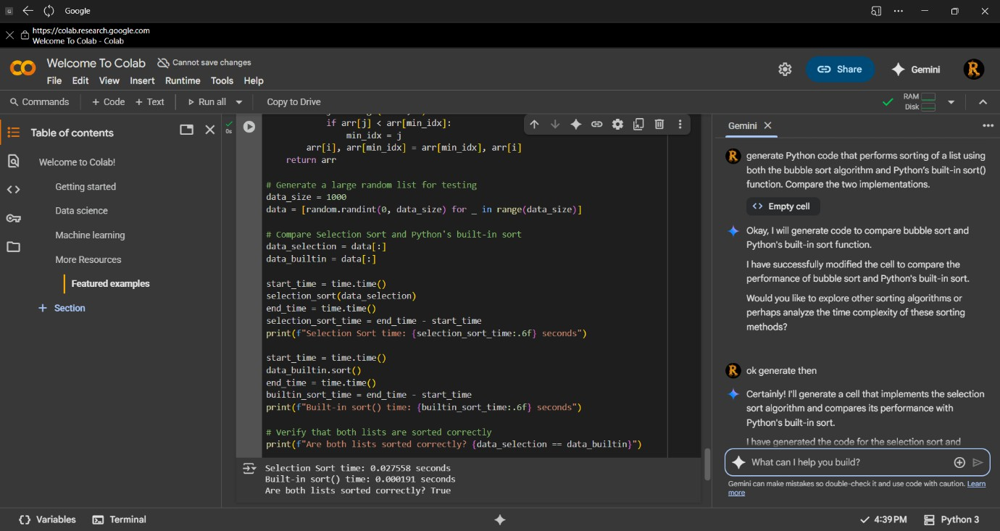 G
Google
https://colab.research.google.com
Welcome To Colab - Colab
Welcome To Colab
Cannot save changes
File Edit View Insert Runtime Tools Help
Share
Gemini
R
Commands
+ Code + Text
Run all
Copy to Drive
RAM
Disk
Table of contents
Welcome to Colab!
Getting started
Data science
Machine learning
More Resources
Featured examples
+ Section
0s
if arr[j] < arr[min_idx]:
min_idx = j
arr[i], arr[min_idx] = arr[min_idx], arr[i]
return arr
# Generate a large random list for testing
data_size = 1000
data = [random.randint(0, data_size) for _ in range(data_size)]
# Compare Selection Sort and Python's built-in sort
data_selection = data[:]
data_builtin = data[:]
start_time = time.time()
selection_sort(data_selection)
end_time = time.time()
selection_sort_time = end_time - start_time
print(f"Selection Sort time: {selection_sort_time:.6f} seconds")
start_time = time.time()
data_builtin.sort()
end_time = time.time()
builtin_sort_time = end_time - start_time
print(f"Built-in sort() time: {builtin_sort_time:.6f} seconds")
# Verify that both lists are sorted correctly
print(f"Are both lists sorted correctly? {data_selection == data_builtin}")
Selection Sort time: 0.027558 seconds
Built-in sort() time: 0.000191 seconds
Are both lists sorted correctly? True
Gemini
R
generate Python code that performs sorting of a list using
both the bubble sort algorithm and Python's built-in sort()
function. Compare the two implementations.
Empty cell
Okay, I will generate code to compare bubble sort and
Python's built-in sort function.
I have successfully modified the cell to compare the
performance of bubble sort and Python's built-in sort.
Would you like to explore other sorting algorithms or
perhaps analyze the time complexity of these sorting
methods?
R
ok generate then
Certainly! I'll generate a cell that implements the selection
sort algorithm and compares its performance with
Python's built-in sort.
I have generated the code for the selection sort and
What can I help you build?
Gemini can make mistakes so double-check it and use code with caution. Learn
more
Variables
Terminal
4:39 PM
Python 3